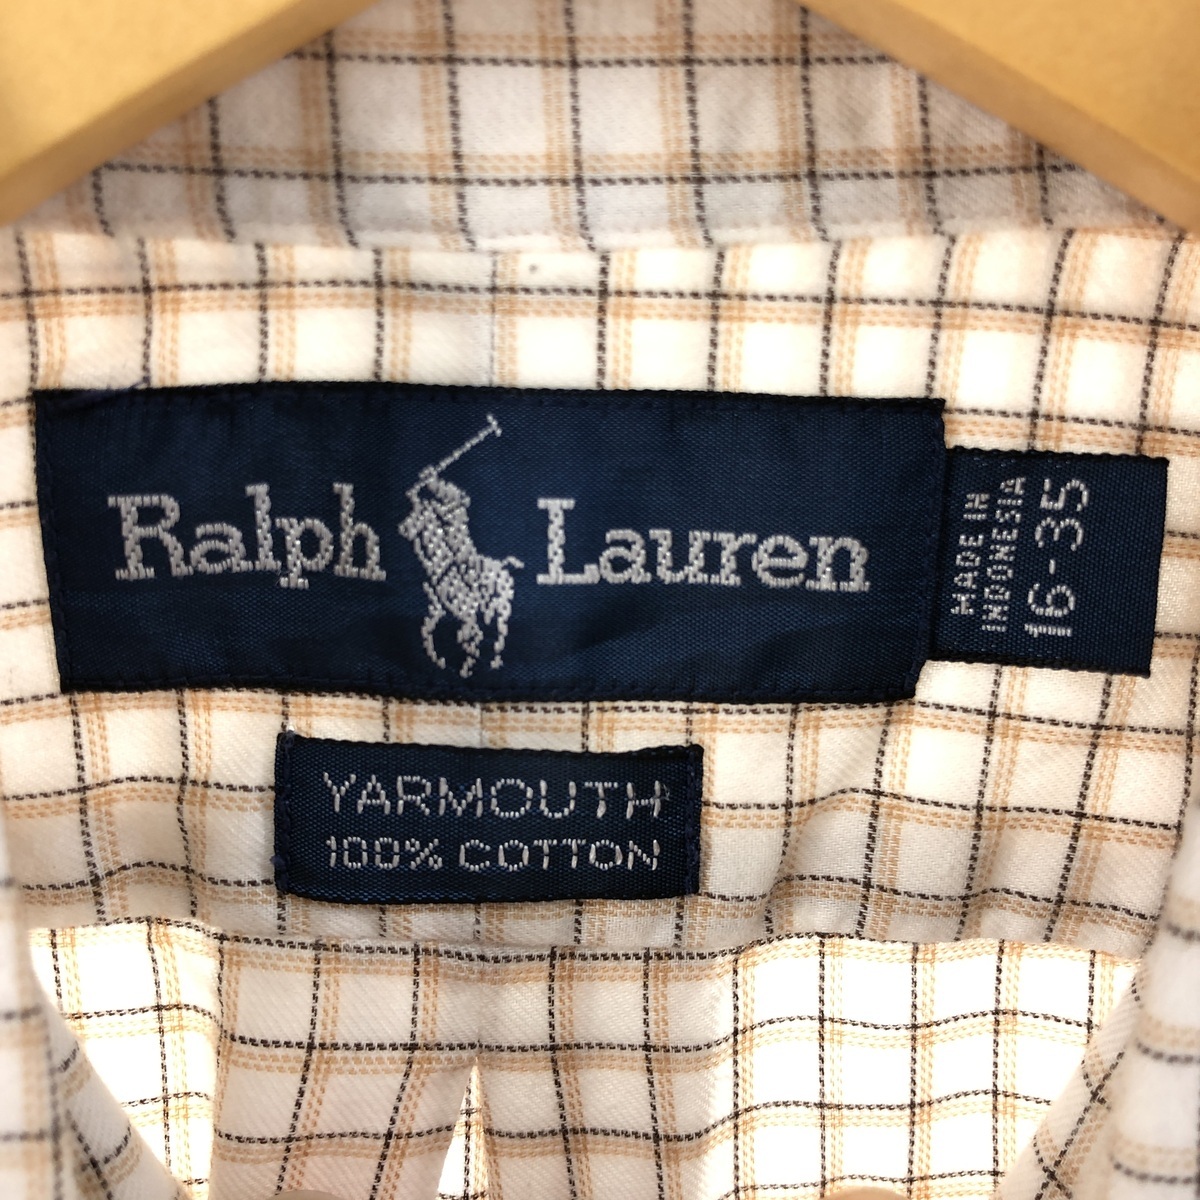 Ralph Lauren
MADE IN
INDONESIA
16-35
YARMOUTH
100% COTTON